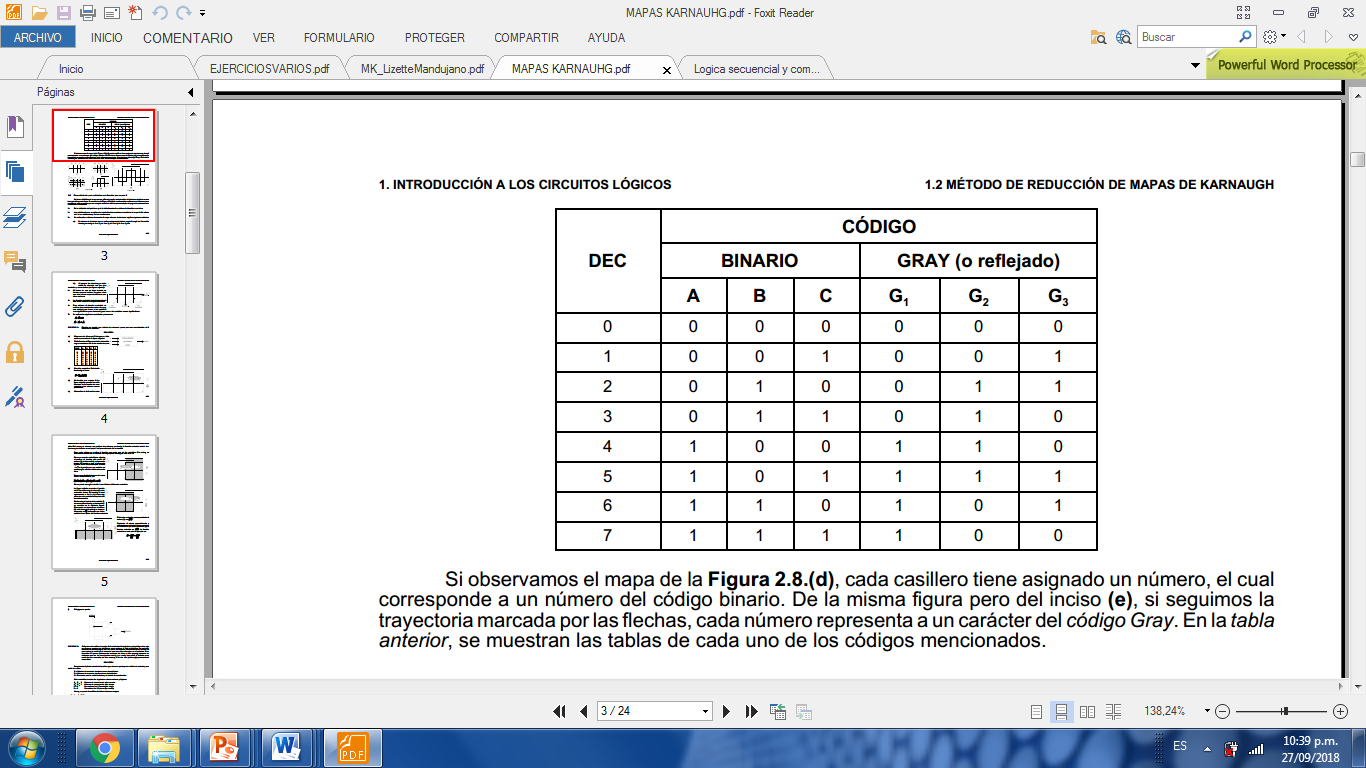 MAPAS KARNAUHG.pdf - Foxit Reader
ARCHIVO INICIO COMENTARIO VER FORMULARIO PROTEGER COMPARTIR AYUDA Buscar
Inicio EJERCICIOSVARIOS.pdf MK_LizetteMandujano.pdf MAPAS KARNAUHG.pdf Logica secuencial y com... Powerful Word Processor
Páginas
3
4
5
1. INTRODUCCIÓN A LOS CIRCUITOS LÓGICOS 1.2 MÉTODO DE REDUCCIÓN DE MAPAS DE KARNAUGH
CÓDIGO
DEC BINARIO GRAY (o reflejado)
A B C G1 G2 G3
0 0 0 0 0 0 0
1 0 0 1 0 0 1
2 0 1 0 0 1 1
3 0 1 1 0 1 0
4 1 0 0 1 1 0
5 1 0 1 1 1 1
6 1 1 0 1 0 1
7 1 1 1 1 0 0
Si observamos el mapa de la Figura 2.8.(d), cada casillero tiene asignado un número, el cual
corresponde a un número del código binario. De la misma figura pero del inciso (e), si seguimos la
trayectoria marcada por las flechas, cada número representa a un carácter del código Gray. En la tabla
anterior, se muestran las tablas de cada uno de los códigos mencionados.
3 / 24 138,24%
PDF ES 10:39 p.m.
27/09/2018